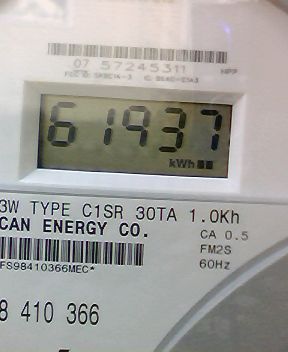 07 57245311 NPP
61937
kWh
3W TYPE C1SR 30TA 1.0Kh
CAN ENERGY CO.
CA 0.5
FM2S
60Hz
FS98410366MEC*
8 410 366